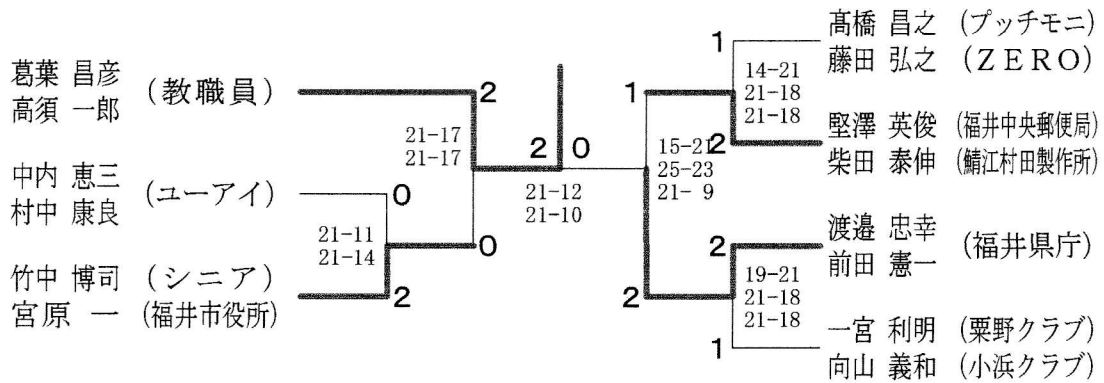 葛葉 昌彦
高須 一郎
(教職員)
中内 恵三
村中 康良
(ユーアイ)
竹中 博司 (シニア)
宮原 一 (福井市役所)
2
21-17
21-17
0
21-11
21-14
0
2
2 0
21-12
21-10
髙橋 昌之 (プッチモニ)
藤田 弘之 (ZERO)
堅澤 英俊 (福井中央郵便局)
柴田 泰伸 (鯖江村田製作所)
渡邉 忠幸
前田 憲一
(福井県庁)
一宮 利明 (粟野クラブ)
向山 義和 (小浜クラブ)
1
14-21
21-18
21-18
2
1
15-21
25-23
21- 9
2
2
19-21
21-18
21-18
1